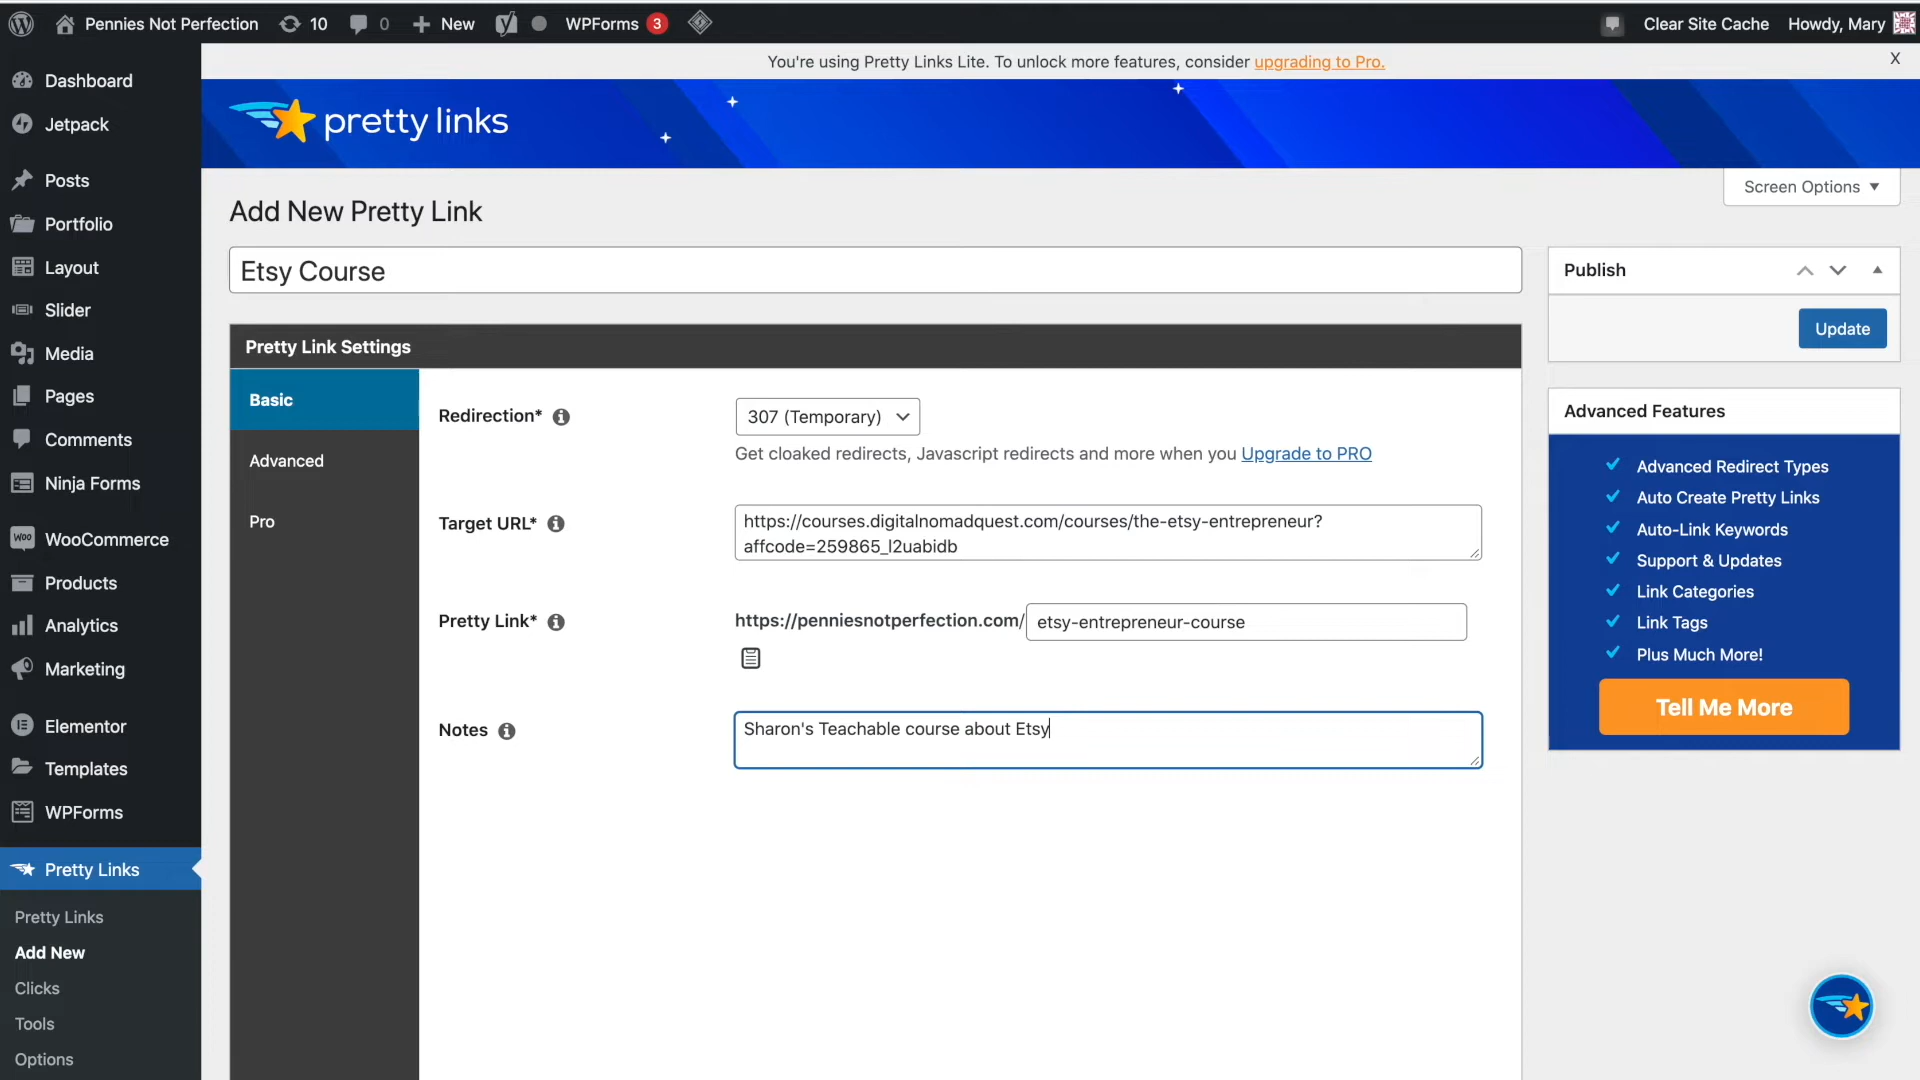 Pennies Not Perfection
10
0
New
WPForms
3
Clear Site Cache
Howdy, Mary
You're using Pretty Links Lite. To unlock more features, consider upgrading to Pro.
X
Dashboard
Jetpack
Posts
Portfolio
Layout
Slider
Media
Pages
Comments
Ninja Forms
Woo
WooCommerce
Products
Analytics
Marketing
Elementor
Templates
WPForms
Pretty Links
Pretty Links
Add New
Clicks
Tools
Options
pretty links
Screen Options
Add New Pretty Link
Etsy Course
Pretty Link Settings
Basic
Advanced
Pro
Redirection*
307 (Temporary)
Get cloaked redirects, Javascript redirects and more when you Upgrade to PRO
Target URL*
https://courses.digitalnomadquest.com/courses/the-etsy-entrepreneur?
affcode=259865_l2uabidb
Pretty Link*
https://penniesnotperfection.com/
etsy-entrepreneur-course
Notes
Sharon's Teachable course about Etsy
Publish
Update
Advanced Features
Advanced Redirect Types
Auto Create Pretty Links
Auto-Link Keywords
Support & Updates
Link Categories
Link Tags
Plus Much More!
Tell Me More